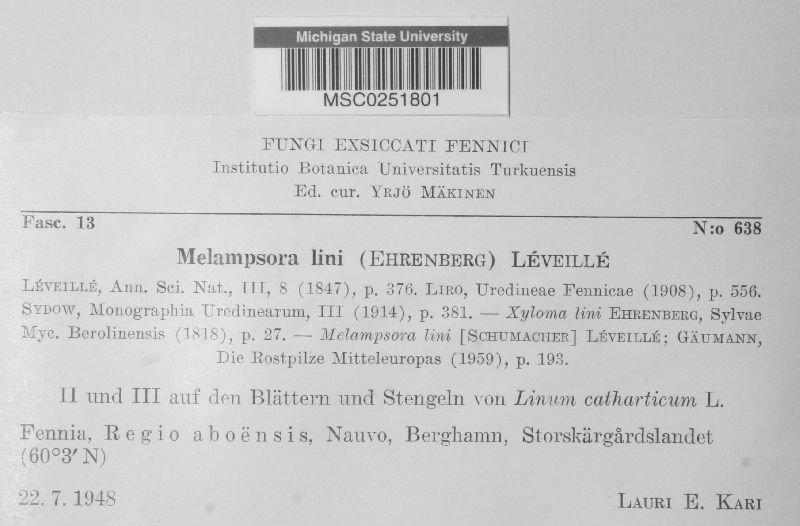 Michigan State University
MSC0251801
FUNGI EXSICCATI FENNICI
Institutio Botanica Universitatis Turkuensis
Ed. cur. YRJÖ MÄKINEN
Fasc. 13 N:o 638
Melampsora lini (EHRENBERG) LÉVEILLÉ
LÉVEILLÉ, Ann. Sci. Nat., III, 8 (1847), p. 376. LIRO, Uredineae Fennicae (1908), p. 556.
SYDOW, Monographia Uredinearum, III (1914), p. 381. — Xyloma lini EHRENBERG, Sylvae
Myc. Berolinensis (1818), p. 27. — Melampsora lini [SCHUMACHER] LÉVEILLÉ; GÄUMANN,
Die Rostpilze Mitteleuropas (1959), p. 193.
II und III auf den Blättern und Stengeln von Linum catharticum L.
Fennia, Regio aboënsis, Nauvo, Berghamn, Storskärgårdslandet
(60°3′ N)
22. 7. 1948 LAURI E. KARI